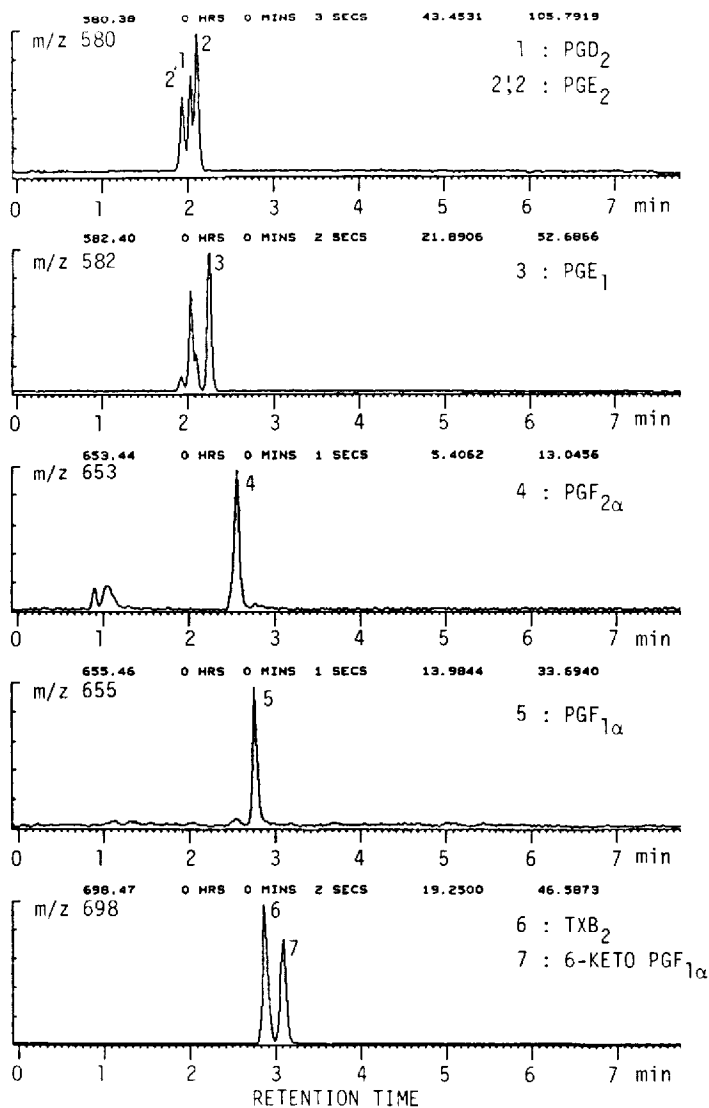 580.38 0 HRS 0 MINS 3 SECS 43.4531 105.7919
m/z 580
2' 1 2
1 : PGD2
2',2 : PGE2
0 1 2 3 4 5 6 7 min
582.40 0 HRS 0 MINS 2 SECS 21.8906 52.6866
m/z 582
3
3 : PGE1
0 1 2 3 4 5 6 7 min
653.44 0 HRS 0 MINS 1 SECS 5.4062 13.0456
m/z 653
4
4 : PGF2α
0 1 2 3 4 5 6 7 min
655.46 0 HRS 0 MINS 1 SECS 13.9844 33.6940
m/z 655
5
5 : PGF1α
0 1 2 3 4 5 6 7 min
698.47 0 HRS 0 MINS 2 SECS 19.2500 46.5873
m/z 698
6
7
6 : TXB2
7 : 6-KETO PGF1α
0 1 2 3 4 5 6 7 min
RETENTION TIME